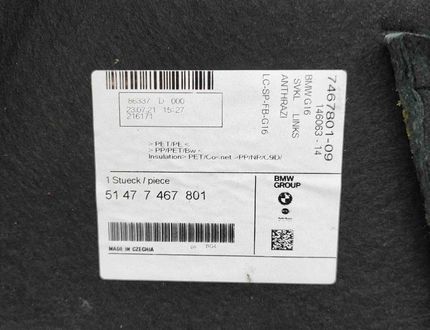 86337 D 000
23.07.21 15:27
216171
> PET/PE <
> PP/PET/Bw <
Insulation> PET/Co-net >PP/NP/C9D/
7467801-09
146063-14
BMW G16
SVKL LINKS
ANTHRAZI
LC-SP-FB-G16
1 Stueck / piece
51 47 7 467 801
BMW
GROUP
MADE IN CZECHIA